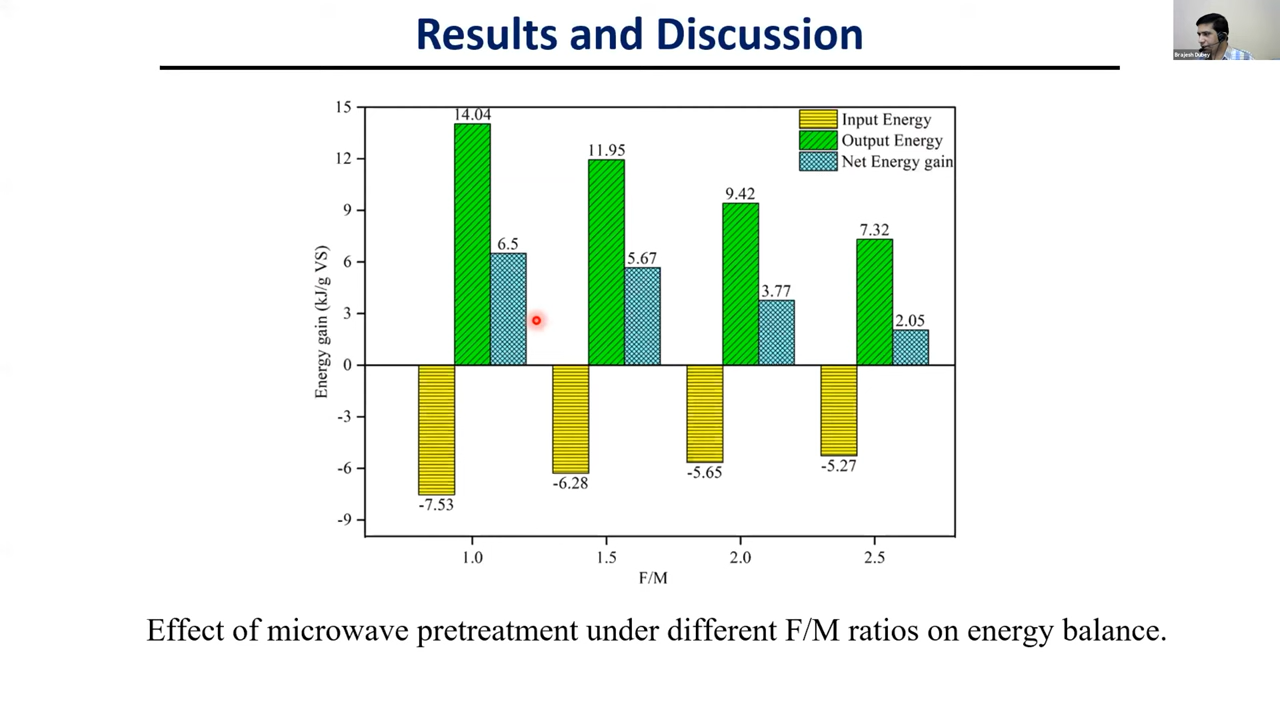 Results and Discussion
Brajesh Dubey
15
12
9
6
3
0
-3
-6
-9
Energy gain (kJ/g VS)
Input Energy
Output Energy
Net Energy gain
14.04
11.95
9.42
7.32
6.5
5.67
3.77
2.05
-7.53
-6.28
-5.65
-5.27
1.0 1.5 2.0 2.5
F/M
Effect of microwave pretreatment under different F/M ratios on energy balance.